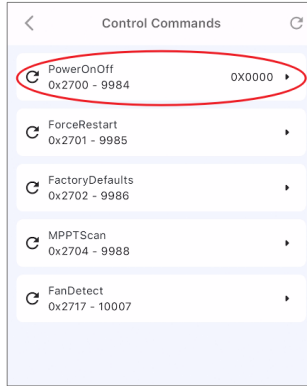 Control Commands
PowerOnOff
0x2700 - 9984
0X0000
ForceRestart
0x2701 - 9985
FactoryDefaults
0x2702 - 9986
MPPTScan
0x2704 - 9988
FanDetect
0x2717 - 10007